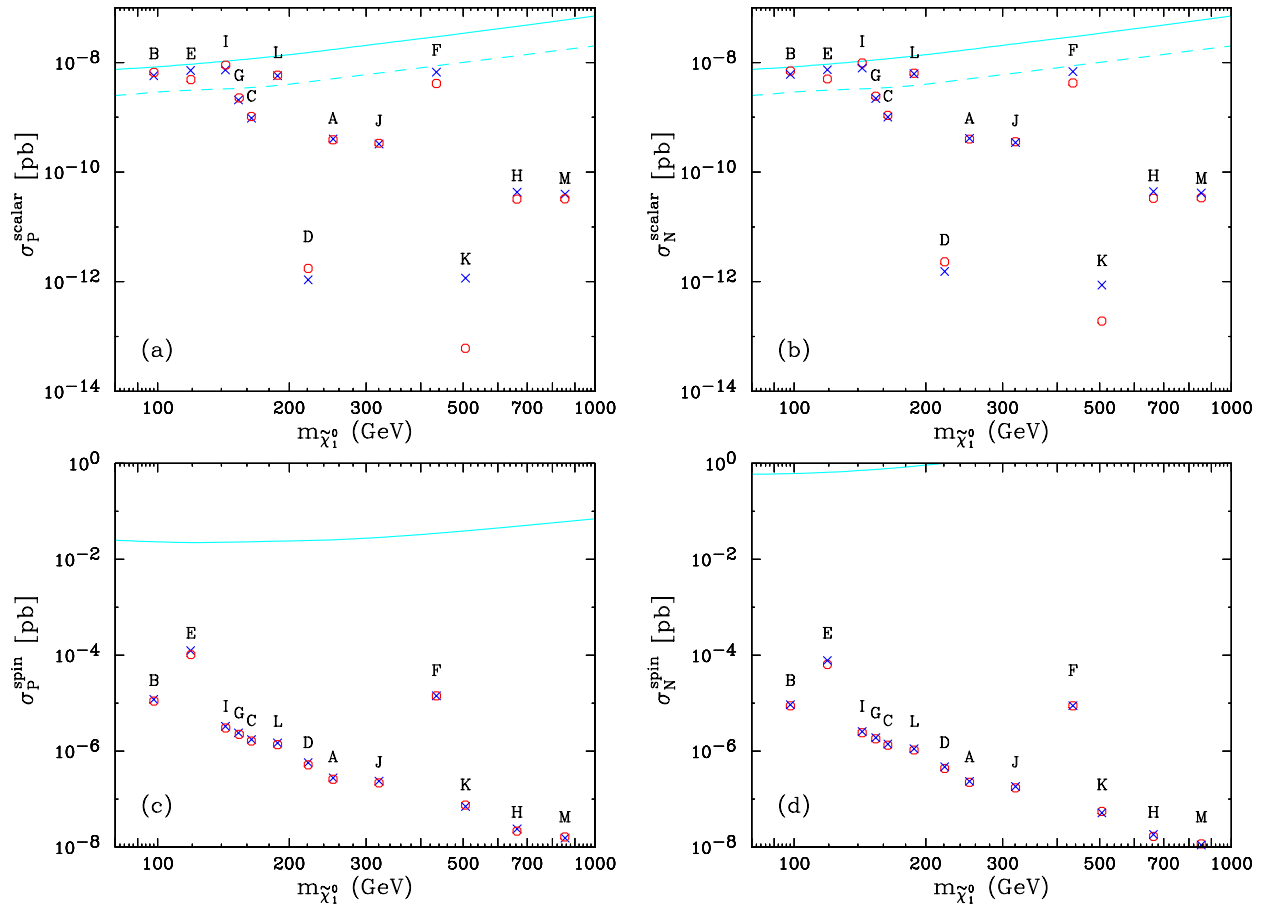 10⁻⁸
10⁻¹⁰
10⁻¹²
10⁻¹⁴
σ_P^scalar [pb]
B E I G C L D A J F K H M
(a)
100 200 300 500 700 1000
m_χ̃₁⁰ (GeV)
10⁻⁸
10⁻¹⁰
10⁻¹²
10⁻¹⁴
σ_N^scalar [pb]
B E I G C L D A J F K H M
(b)
100 200 300 500 700 1000
m_χ̃₁⁰ (GeV)
10⁰
10⁻²
10⁻⁴
10⁻⁶
10⁻⁸
σ_P^spin [pb]
B E I G C L D A J F K H M
(c)
100 200 300 500 700 1000
m_χ̃₁⁰ (GeV)
10⁰
10⁻²
10⁻⁴
10⁻⁶
10⁻⁸
σ_N^spin [pb]
B E I G C L D A J F K H M
(d)
100 200 300 500 700 1000
m_χ̃₁⁰ (GeV)